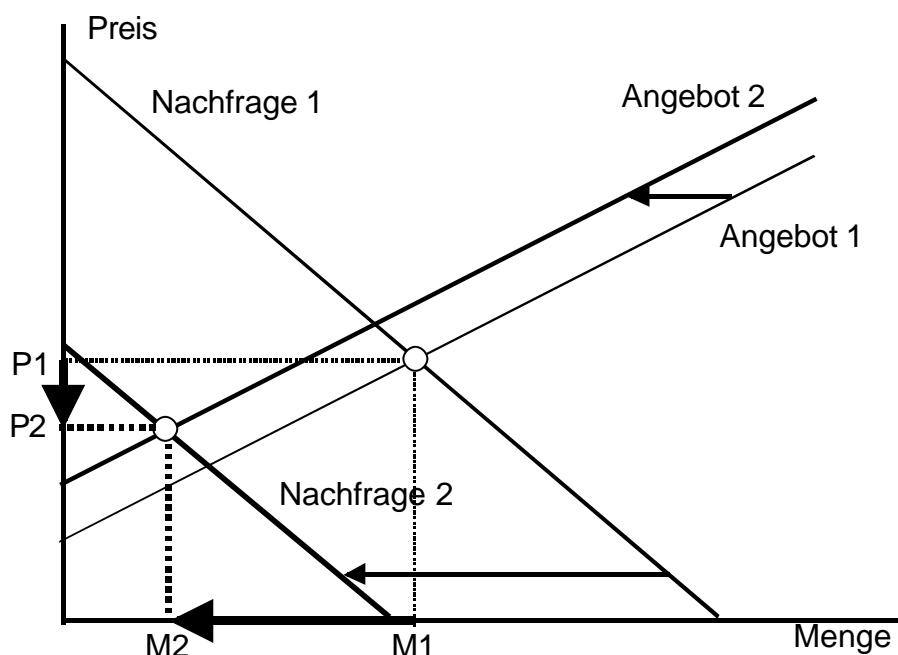 Preis
Nachfrage 1
Angebot 2
Angebot 1
P1
P2
Nachfrage 2
M2
M1
Menge